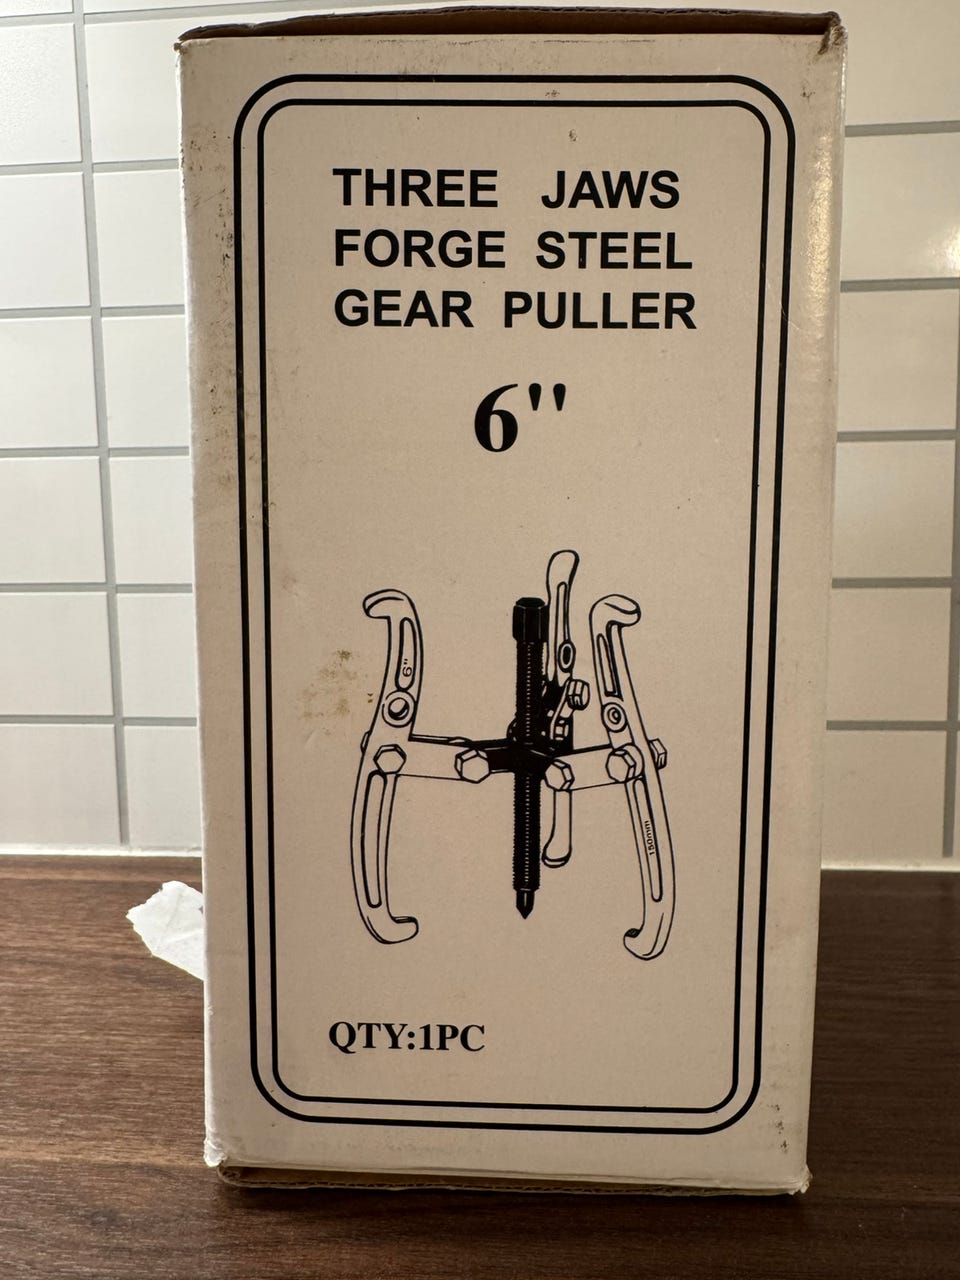 THREE JAWS
FORGE STEEL
GEAR PULLER
6"
6"
150mm
QTY:1PC